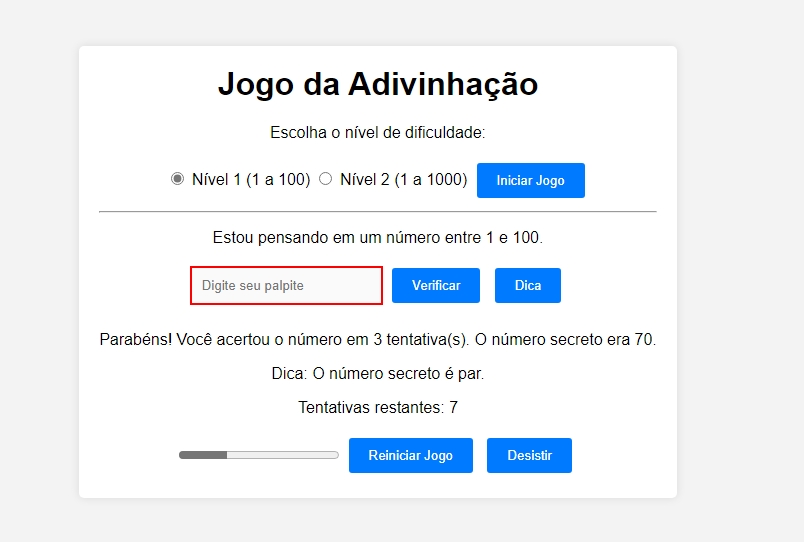 Jogo da Adivinhação
Escolha o nível de dificuldade:
Nível 1 (1 a 100) Nível 2 (1 a 1000) Iniciar Jogo
Estou pensando em um número entre 1 e 100.
Digite seu palpite Verificar Dica
Parabéns! Você acertou o número em 3 tentativa(s). O número secreto era 70.
Dica: O número secreto é par.
Tentativas restantes: 7
Reiniciar Jogo Desistir